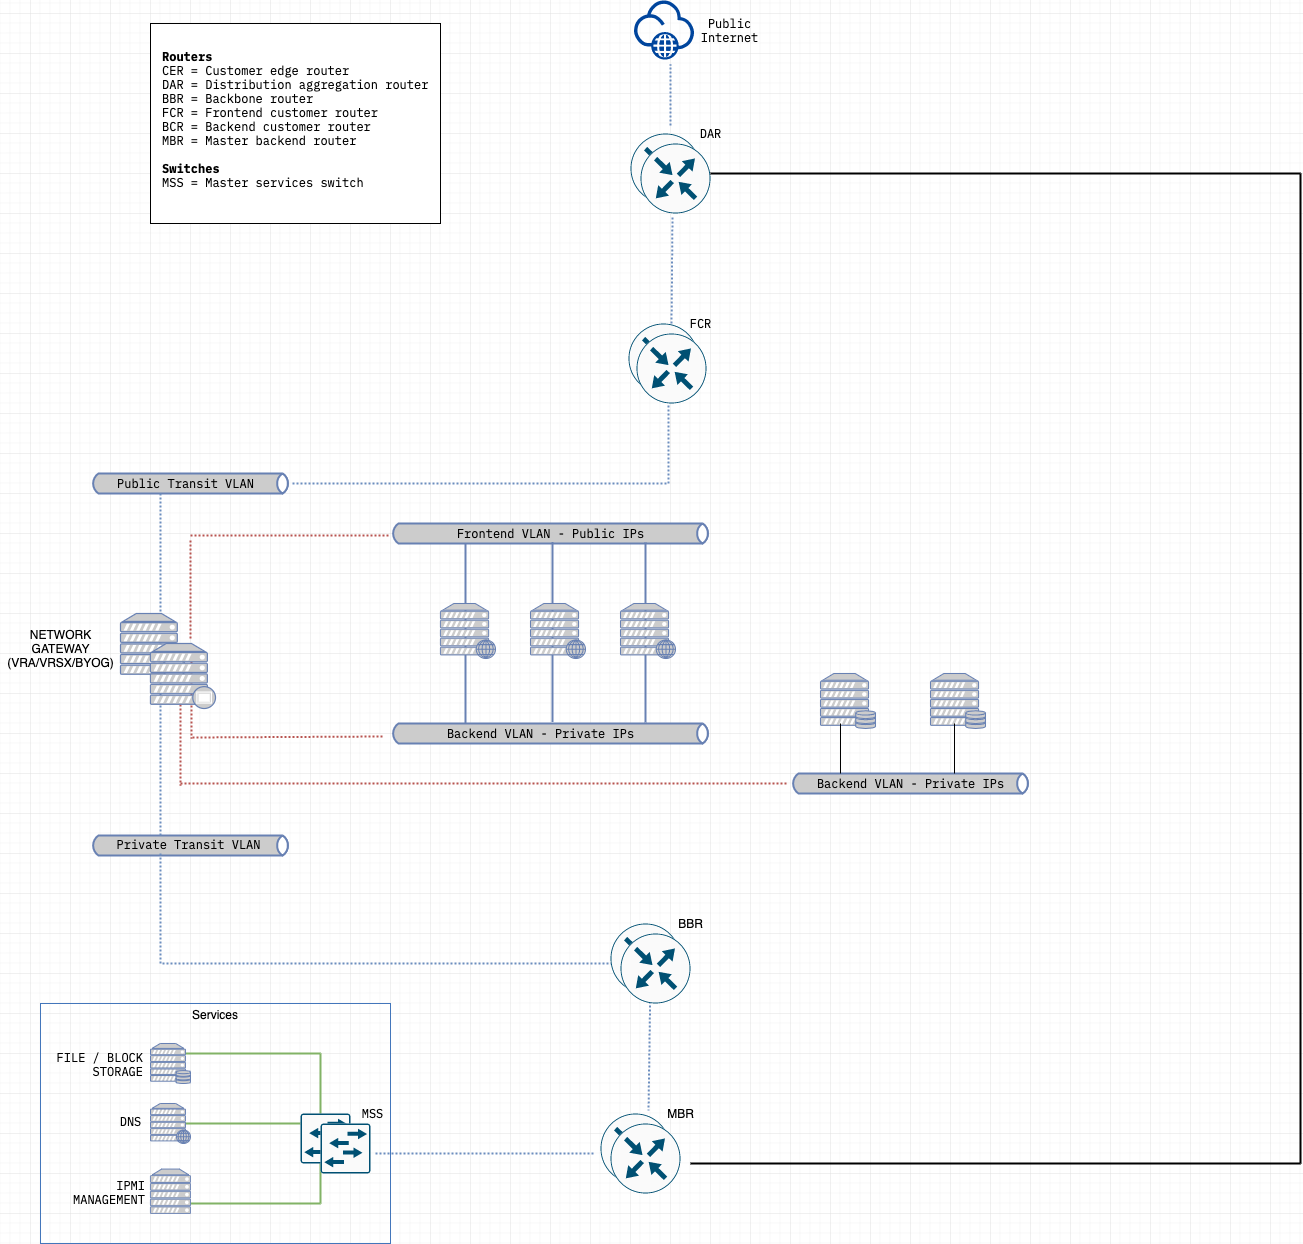 Public
Internet
Routers
CER = Customer edge router
DAR = Distribution aggregation router
BBR = Backbone router
FCR = Frontend customer router
BCR = Backend customer router
MBR = Master backend router
Switches
MSS = Master services switch
DAR
FCR
Public Transit VLAN
Frontend VLAN - Public IPs
NETWORK
GATEWAY
(VRA/VRSX/BYOG)
Backend VLAN - Private IPs
Backend VLAN - Private IPs
Private Transit VLAN
BBR
Services
FILE / BLOCK
STORAGE
MSS
MBR
DNS
IPMI
MANAGEMENT